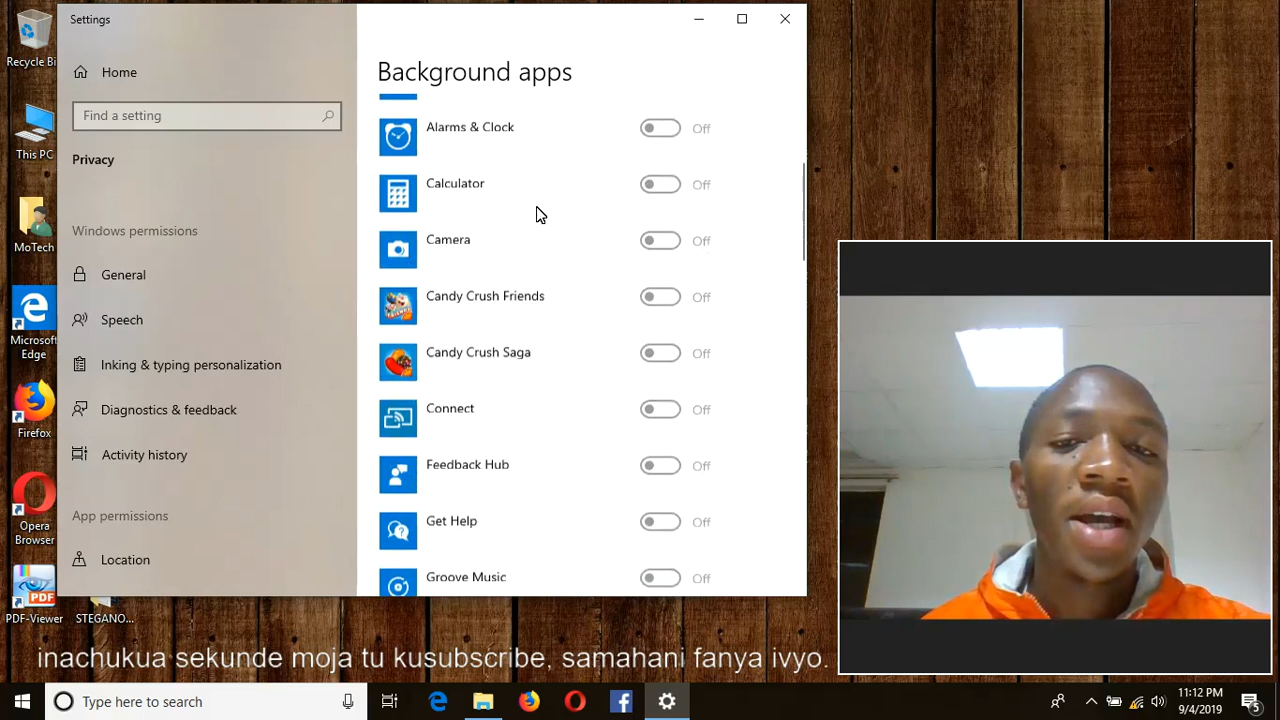 Recycle Bi
This PC
MoTech
Microsoft
Edge
Firefox
Opera
Browser
PDF
PDF-Viewer
STEGANO...
Settings
Home
Find a setting
Privacy
Windows permissions
General
Speech
Inking & typing personalization
Diagnostics & feedback
Activity history
App permissions
Location
Background apps
Alarms & Clock
Off
Calculator
Off
Camera
Off
Candy Crush Friends
Off
Candy Crush Saga
Off
Connect
Off
Feedback Hub
Off
Get Help
Off
Groove Music
Off
inachukua sekunde moja tu kusubscribe, samahani fanya ivyo.
Type here to search
11:12 PM
9/4/2019
5